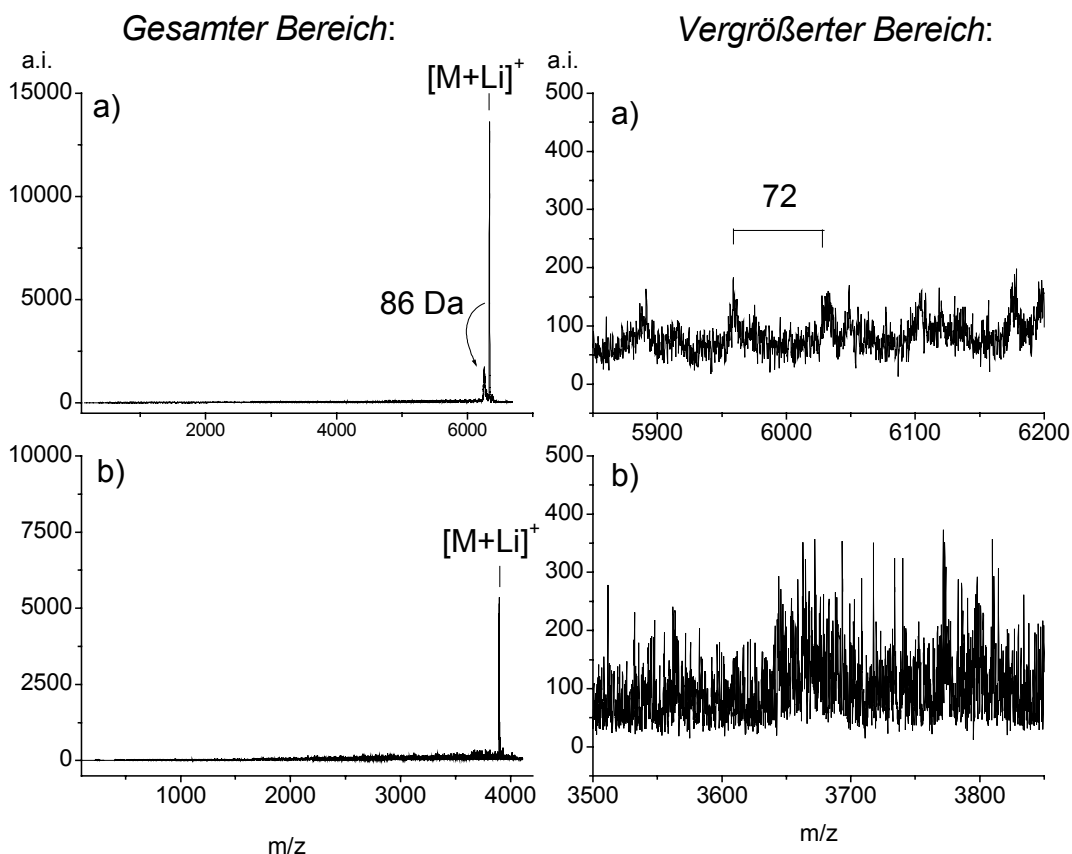 Gesamter Bereich:
a.i.
15000
10000
5000
0
a)
[M+Li]+
86 Da
2000 4000 6000
Vergrößerter Bereich:
a.i.
500
400
300
200
100
0
a)
72
5900 6000 6100 6200
10000
7500
5000
2500
0
b)
[M+Li]+
1000 2000 3000 4000
m/z
500
400
300
200
100
0
b)
3500 3600 3700 3800
m/z